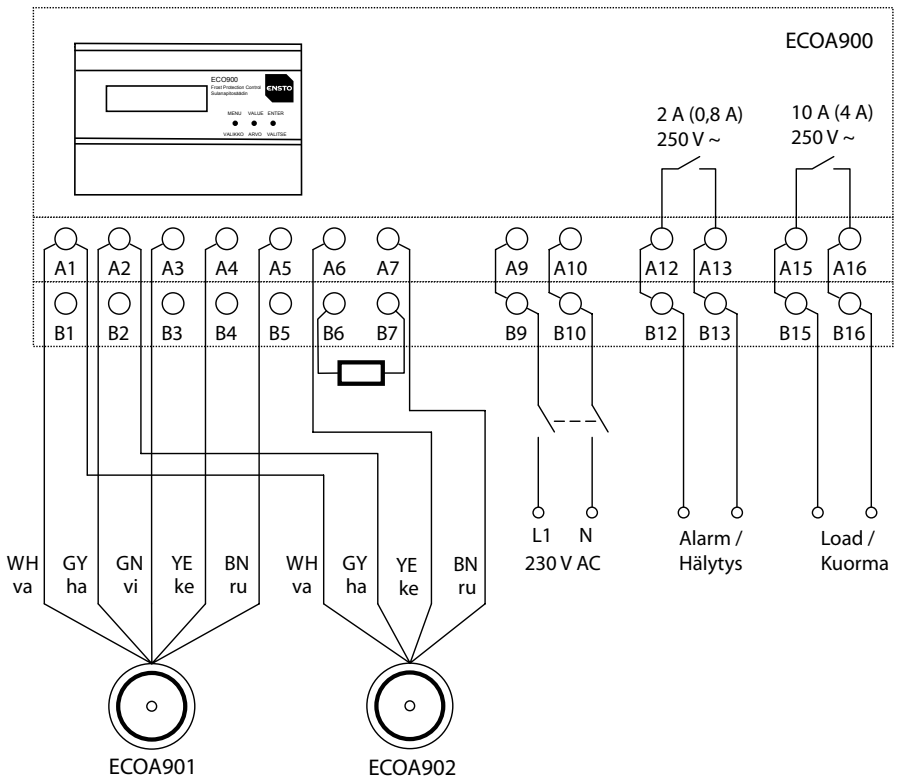 ECOA900
ECO900
Frost Protection Control
Sulanapitosäädin
ENSTO
MENU VALUE ENTER
VALIKKO ARVO VALITSE
2 A (0,8 A)
250 V ~
10 A (4 A)
250 V ~
A1 A2 A3 A4 A5 A6 A7 A9 A10 A12 A13 A15 A16
B1 B2 B3 B4 B5 B6 B7 B9 B10 B12 B13 B15 B16
L1 N
230 V AC
Alarm /
Hälytys
Load /
Kuorma
WH GY GN YE BN WH GY YE BN
va ha vi ke ru va ha ke ru
ECOA901
ECOA902